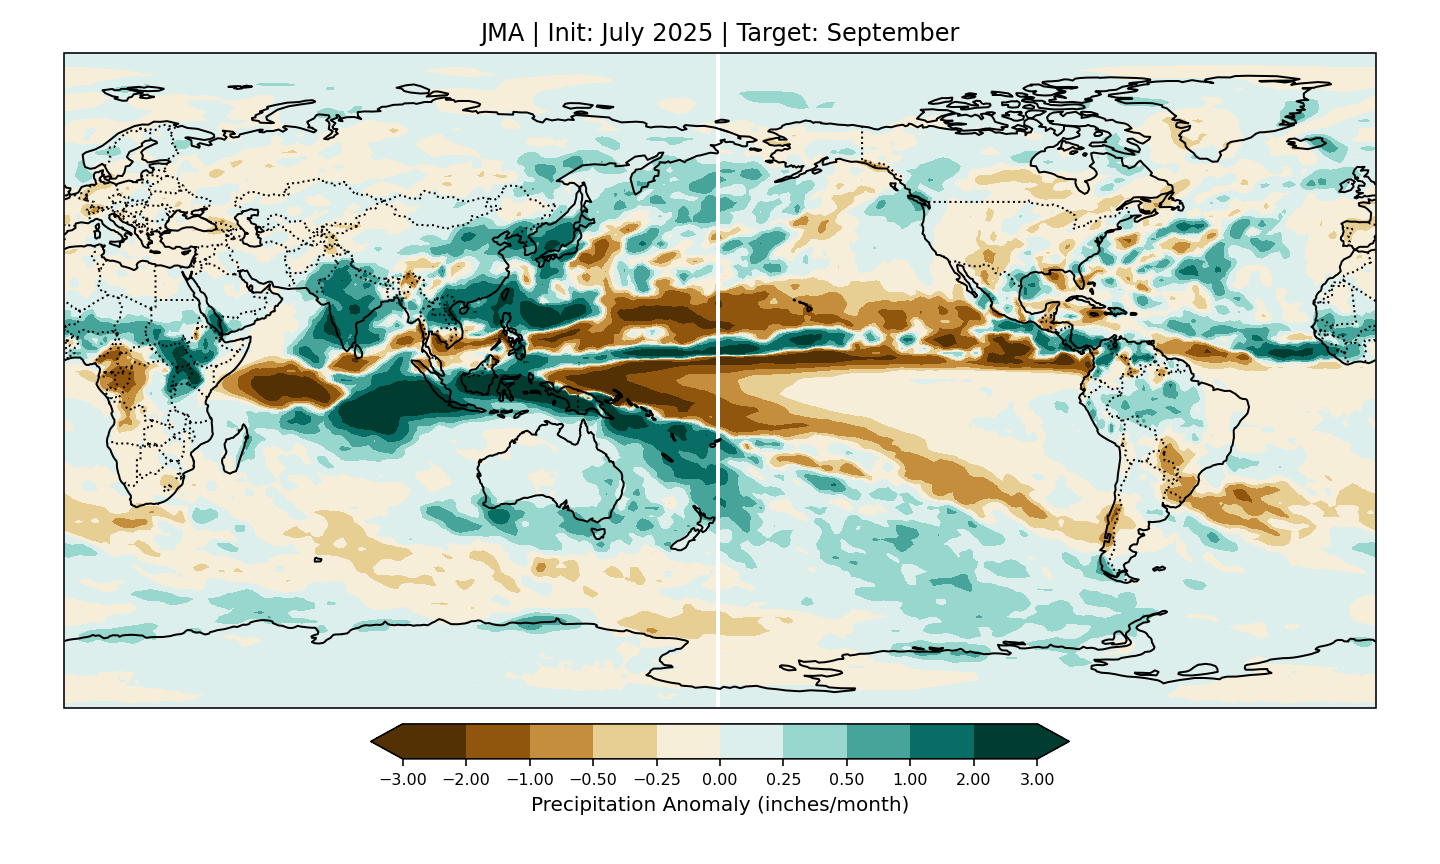 JMA | Init: July 2025 | Target: September
−3.00 −2.00 −1.00 −0.50 −0.25 0.00 0.25 0.50 1.00 2.00 3.00
Precipitation Anomaly (inches/month)